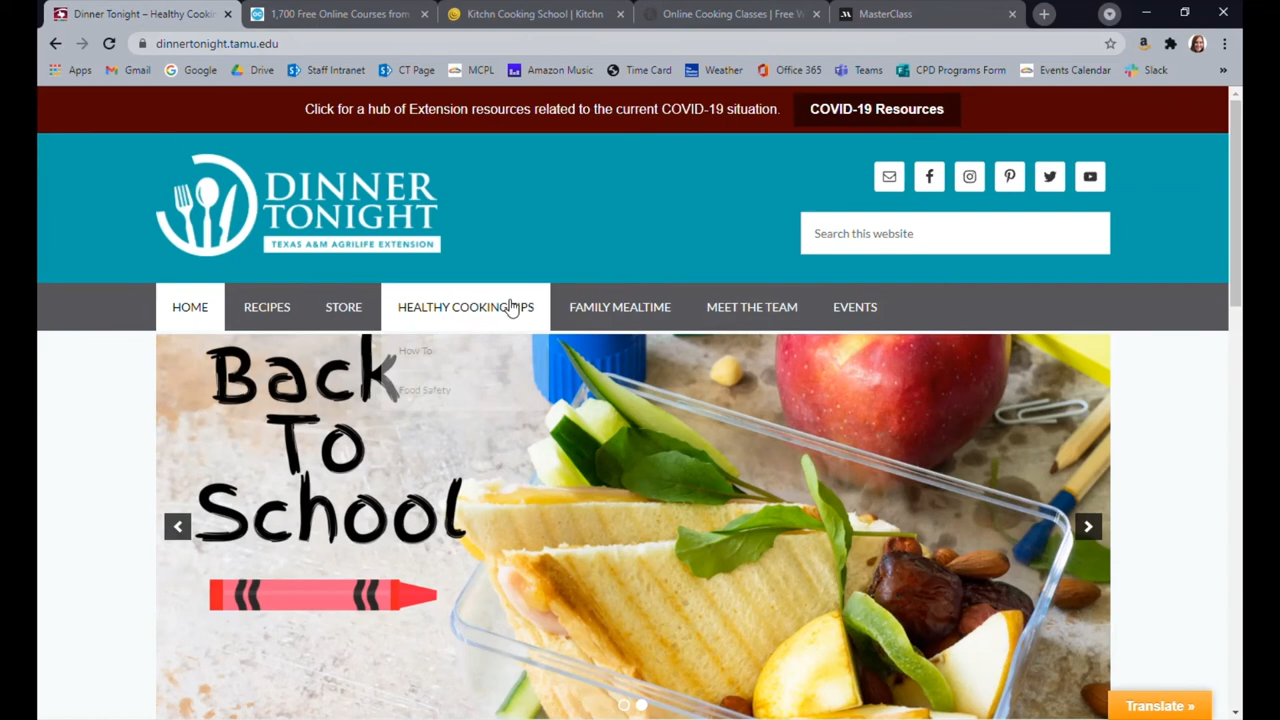 Dinner Tonight – Healthy Cookin
1,700 Free Online Courses from
Kitchn Cooking School | Kitchn
Online Cooking Classes | Free W
MasterClass
dinnertonight.tamu.edu
Apps
Gmail
Google
Drive
Staff Intranet
CT Page
MCPL
Amazon Music
Time Card
Weather
Office 365
Teams
CPD Programs Form
Events Calendar
Slack
»
Click for a hub of Extension resources related to the current COVID-19 situation.
COVID-19 Resources
DINNER
TONIGHT
TEXAS A&M AGRILIFE EXTENSION
Search this website
HOME
RECIPES
STORE
HEALTHY COOKING
FAMILY MEALTIME
MEET THE TEAM
EVENTS
How To
Food Safety
Back
To
School
Translate »